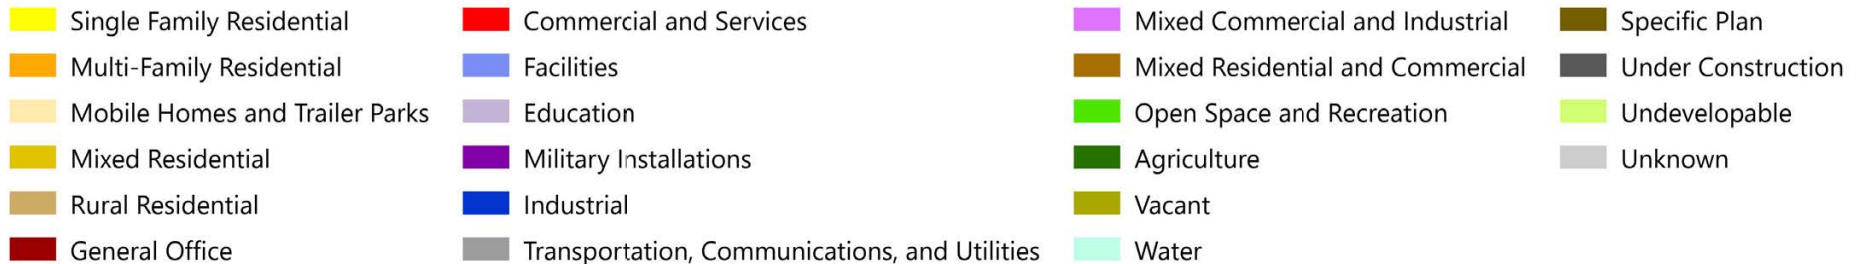 Single Family Residential
Multi-Family Residential
Mobile Homes and Trailer Parks
Mixed Residential
Rural Residential
General Office
Commercial and Services
Facilities
Education
Military Installations
Industrial
Transportation, Communications, and Utilities
Mixed Commercial and Industrial
Mixed Residential and Commercial
Open Space and Recreation
Agriculture
Vacant
Water
Specific Plan
Under Construction
Undevelopable
Unknown